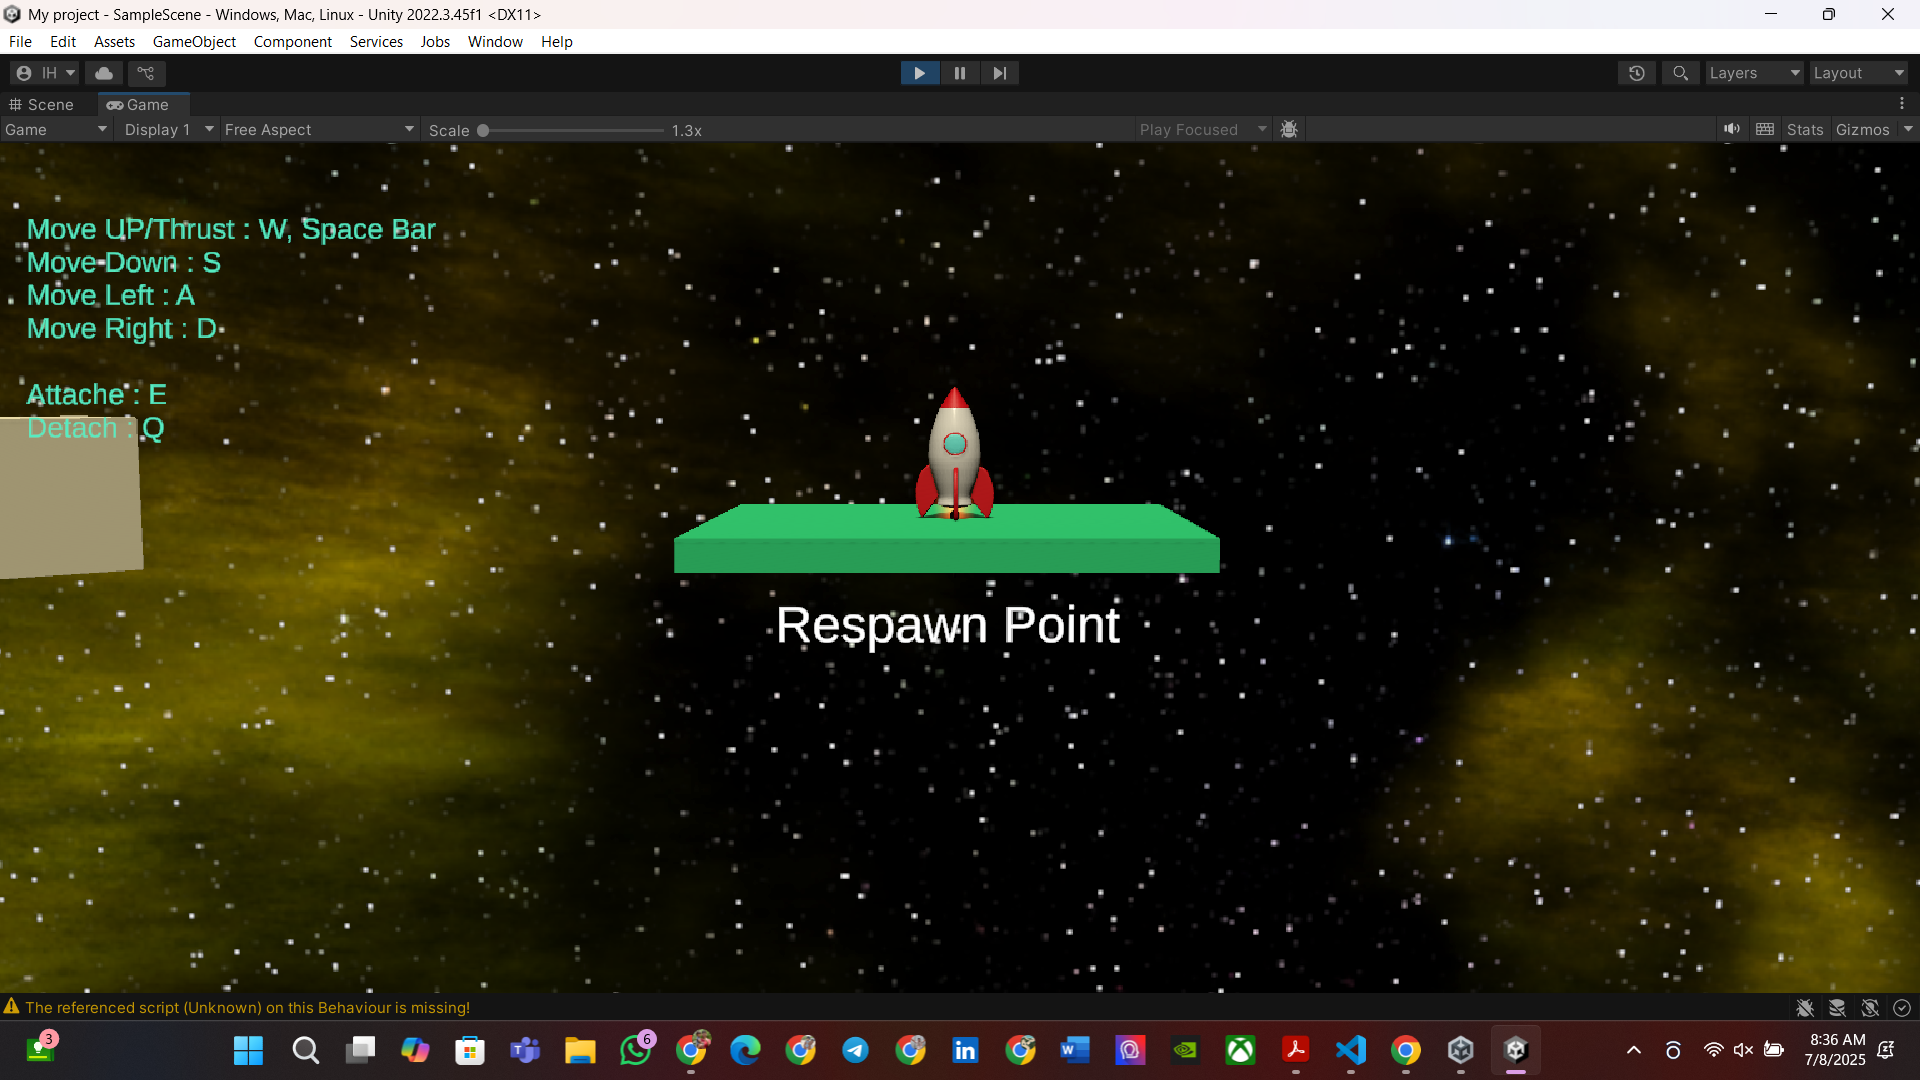 My project - SampleScene - Windows, Mac, Linux - Unity 2022.3.45f1 <DX11>
File Edit Assets GameObject Component Services Jobs Window Help
IH Layers Layout
Scene Game
Game Display 1 Free Aspect Scale 1.3x Play Focused Stats Gizmos
Move UP/Thrust : W, Space Bar
Move Down : S
Move Left : A
Move Right : D
Attache : E
Detach : Q
Respawn Point
The referenced script (Unknown) on this Behaviour is missing!
3
6
8:36 AM
7/8/2025